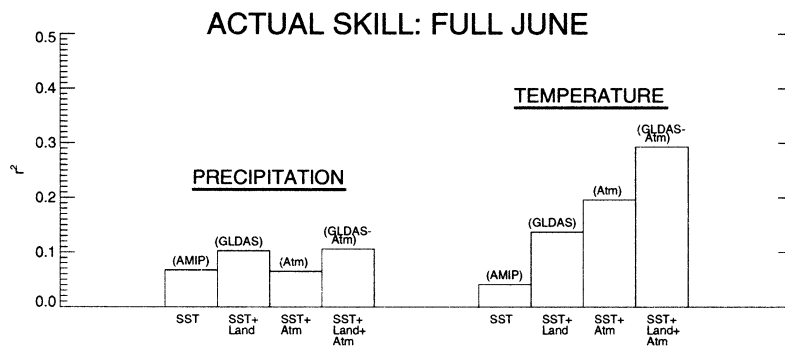 ACTUAL SKILL: FULL JUNE
0.5
0.4
0.3
0.2
0.1
0.0
r²
PRECIPITATION
(AMIP)
(GLDAS)
(Atm)
(GLDAS-
Atm)
SST
SST+
Land
SST+
Atm
SST+
Land+
Atm
TEMPERATURE
(AMIP)
(GLDAS)
(Atm)
(GLDAS-
Atm)
SST
SST+
Land
SST+
Atm
SST+
Land+
Atm